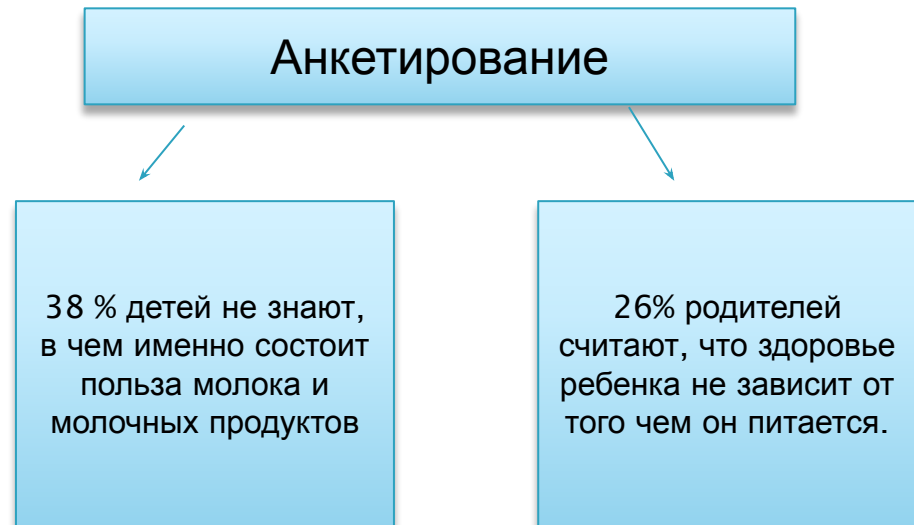 Анкетирование
38 % детей не знают,
в чем именно состоит
польза молока и
молочных продуктов
26% родителей
считают, что здоровье
ребенка не зависит от
того чем он питается.